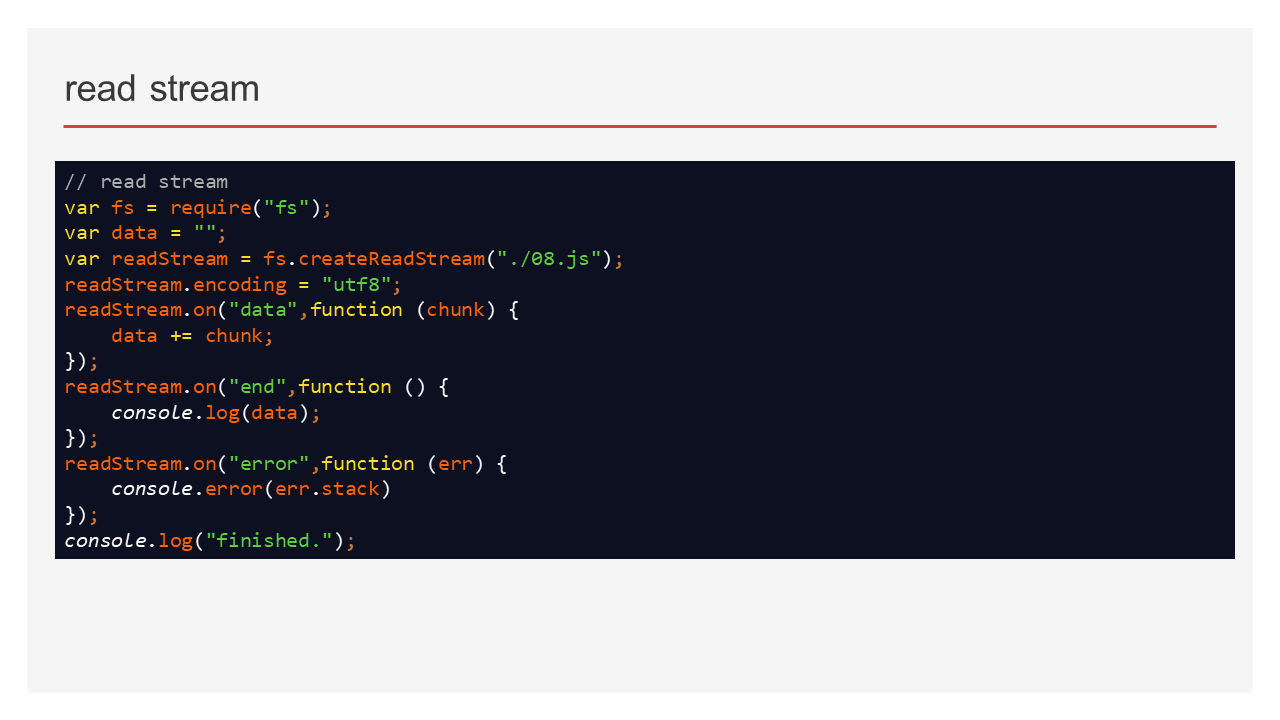 read stream
// read stream
var fs = require("fs");
var data = "";
var readStream = fs.createReadStream("./08.js");
readStream.encoding = "utf8";
readStream.on("data",function (chunk) {
    data += chunk;
});
readStream.on("end",function () {
    console.log(data);
});
readStream.on("error",function (err) {
    console.error(err.stack)
});
console.log("finished.");